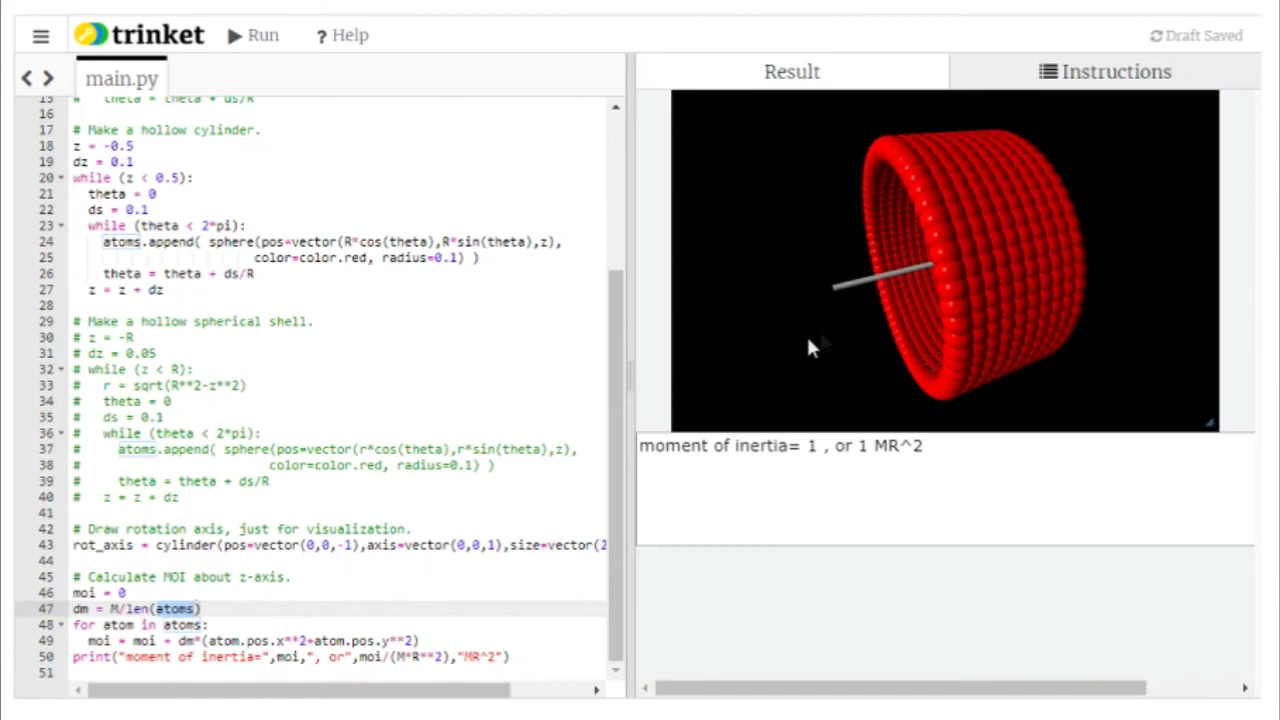 trinket
Run
? Help
Draft Saved
main.py
Result
Instructions
15 #   theta = theta + ds/R
16
17 # Make a hollow cylinder.
18 z = -0.5
19 dz = 0.1
20 while (z < 0.5):
21   theta = 0
22   ds = 0.1
23   while (theta < 2*pi):
24     atoms.append( sphere(pos=vector(R*cos(theta),R*sin(theta),z),
25                         color=color.red, radius=0.1) )
26     theta = theta + ds/R
27   z = z + dz
28
29 # Make a hollow spherical shell.
30 # z = -R
31 # dz = 0.05
32 # while (z < R):
33 #   r = sqrt(R**2-z**2)
34 #   theta = 0
35 #   ds = 0.1
36 #   while (theta < 2*pi):
37 #     atoms.append( sphere(pos=vector(r*cos(theta),r*sin(theta),z),
38 #                         color=color.red, radius=0.1) )
39 #     theta = theta + ds/R
40 #   z = z + dz
41
42 # Draw rotation axis, just for visualization.
43 rot_axis = cylinder(pos=vector(0,0,-1),axis=vector(0,0,1),size=vector(2
44
45 # Calculate MOI about z-axis.
46 moi = 0
47 dm = M/len(atoms)
48 for atom in atoms:
49   moi = moi + dm*(atom.pos.x**2+atom.pos.y**2)
50 print("moment of inertia=",moi,", or",moi/(M*R**2),"MR^2")
51
moment of inertia= 1 , or 1 MR^2